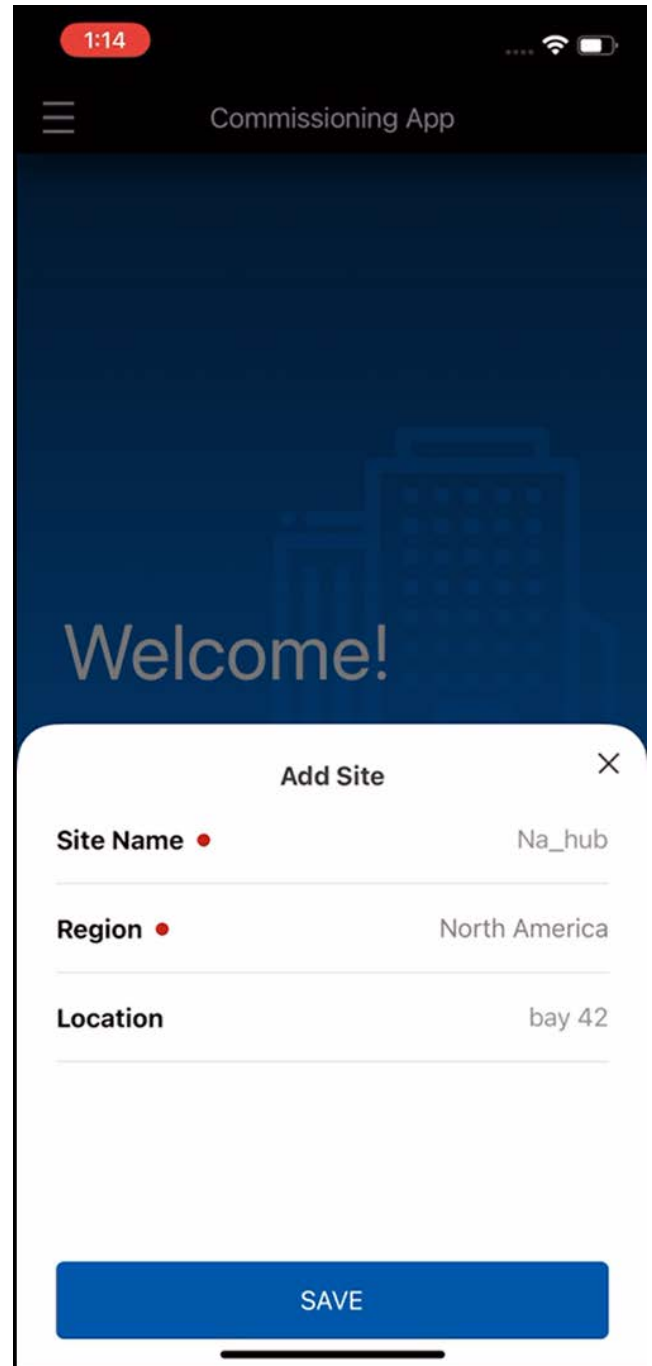 1:14
Commissioning App
Welcome!
Add Site
Site Name Na_hub
Region North America
Location bay 42
SAVE